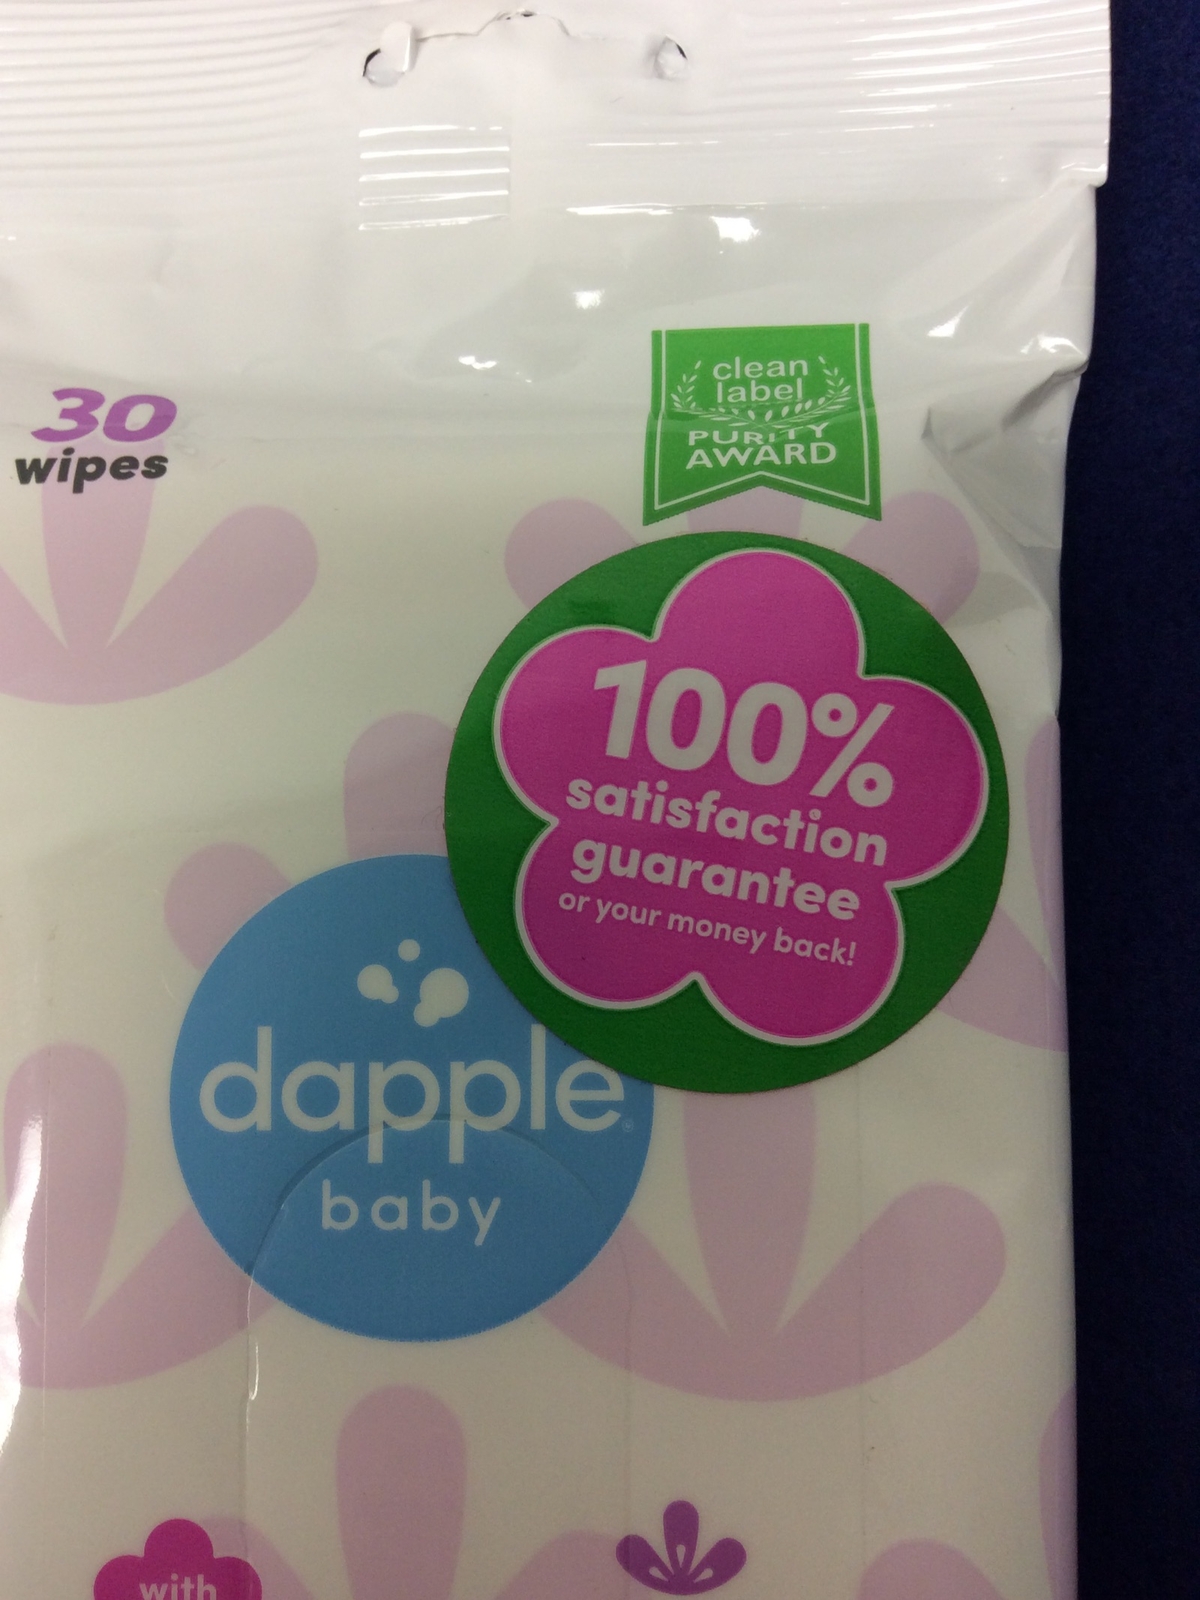 clean
label
PURITY
AWARD
30
wipes
100%
satisfaction
guarantee
or your money back!
dapple®
baby
with